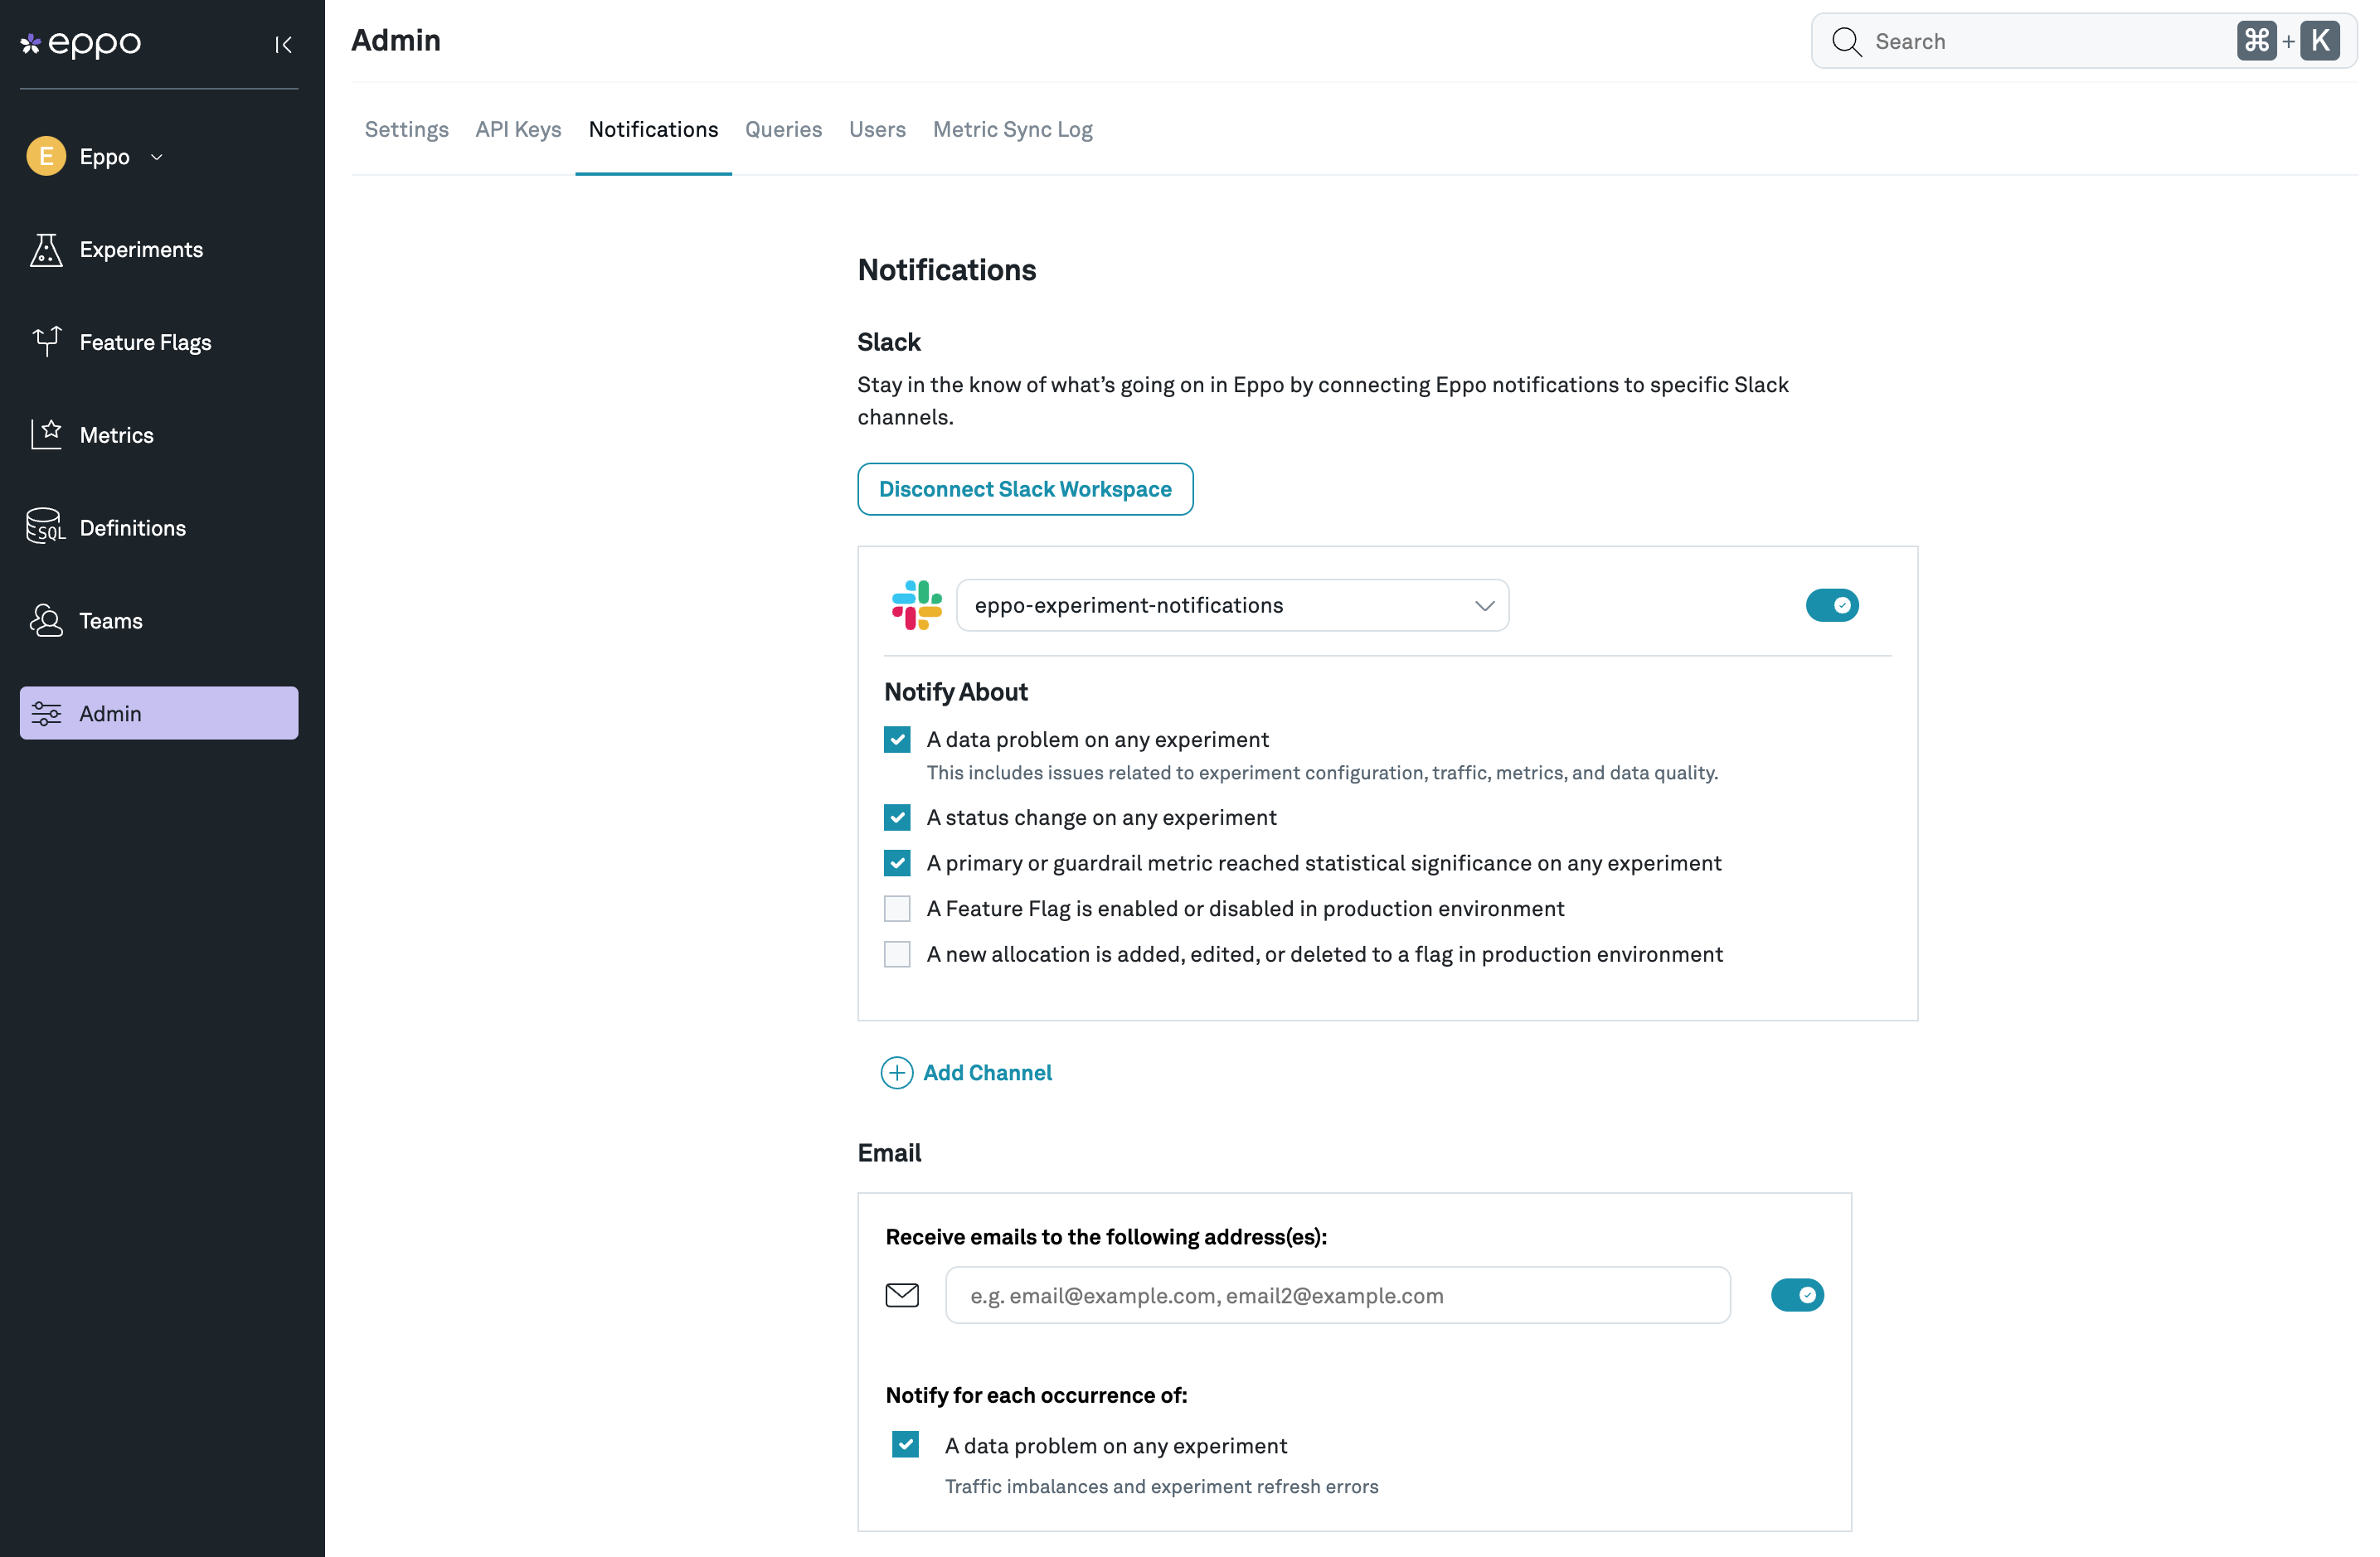 eppo
Admin
Search
⌘ + K
E Eppo
Experiments
Feature Flags
Metrics
SQL Definitions
Teams
Admin
Settings API Keys Notifications Queries Users Metric Sync Log
Notifications
Slack
Stay in the know of what’s going on in Eppo by connecting Eppo notifications to specific Slack
channels.
Disconnect Slack Workspace
eppo-experiment-notifications
Notify About
A data problem on any experiment
This includes issues related to experiment configuration, traffic, metrics, and data quality.
A status change on any experiment
A primary or guardrail metric reached statistical significance on any experiment
A Feature Flag is enabled or disabled in production environment
A new allocation is added, edited, or deleted to a flag in production environment
Add Channel
Email
Receive emails to the following address(es):
e.g. email@example.com, email2@example.com
Notify for each occurrence of:
A data problem on any experiment
Traffic imbalances and experiment refresh errors